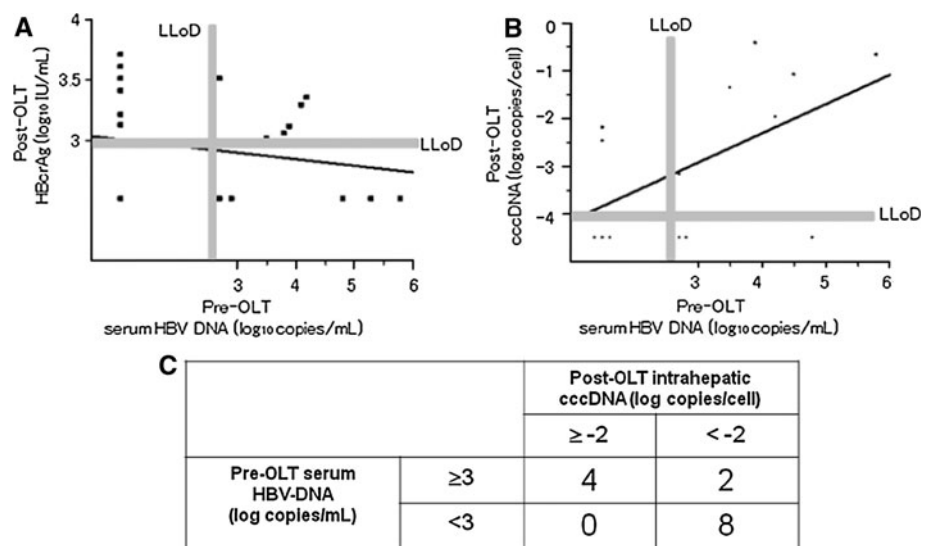 A
LLoD
Post-OLT
HBcrAg (log10 IU/mL)
4
3.5
3
LLoD
3 4 5 6
Pre-OLT
serum HBV DNA (log10 copies/mL)
B
LLoD
Post-OLT
cccDNA (log10 copies/cell)
0
-1
-2
-3
-4
LLoD
3 4 5 6
Pre-OLT
serum HBV DNA (log10 copies/mL)
C
Post-OLT intrahepatic
cccDNA (log copies/cell)
≥ -2 < -2
Pre-OLT serum
HBV-DNA
(log copies/mL)
≥3 4 2
<3 0 8